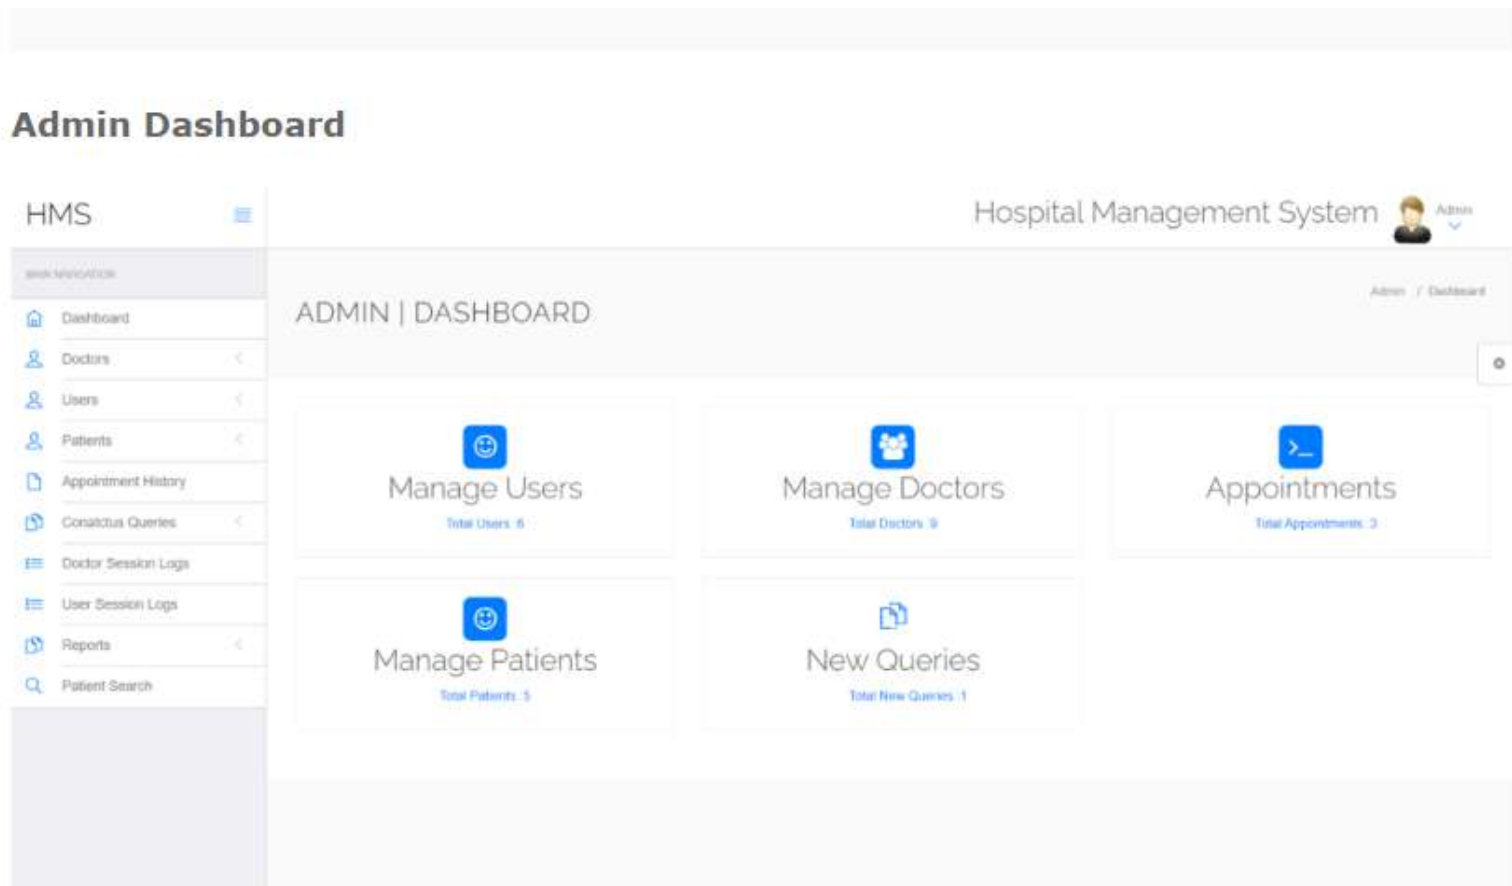 Admin Dashboard
HMS
Hospital Management System
Admin
MAIN NAVIGATION
Admin / Dashboard
ADMIN | DASHBOARD
Dashboard
Doctors
Users
Patients
Appointment History
Conatctus Queries
Doctor Session Logs
User Session Logs
Reports
Patient Search
Manage Users
Total Users :6
Manage Doctors
Total Doctors :9
Appointments
Total Appointments :3
Manage Patients
Total Patients :5
New Queries
Total New Queries :1